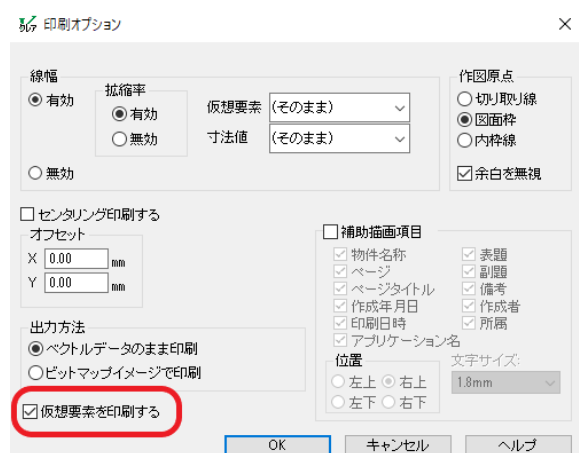 印刷オプション
線幅
有効
拡縮率
有効
無効
無効
仮想要素 (そのまま)
寸法値 (そのまま)
作図原点
切り取り線
図面枠
内枠線
余白を無視
センタリング印刷する
オフセット
X 0.00 mm
Y 0.00 mm
出力方法
ベクトルデータのまま印刷
ビットマップイメージで印刷
仮想要素を印刷する
補助描画項目
物件名称 表題
ページ 副題
ページタイトル 備考
作成年月日 作成者
印刷日時 所属
アプリケーション名
位置
左上 右上
左下 右下
文字サイズ:
1.8mm
OK キャンセル ヘルプ